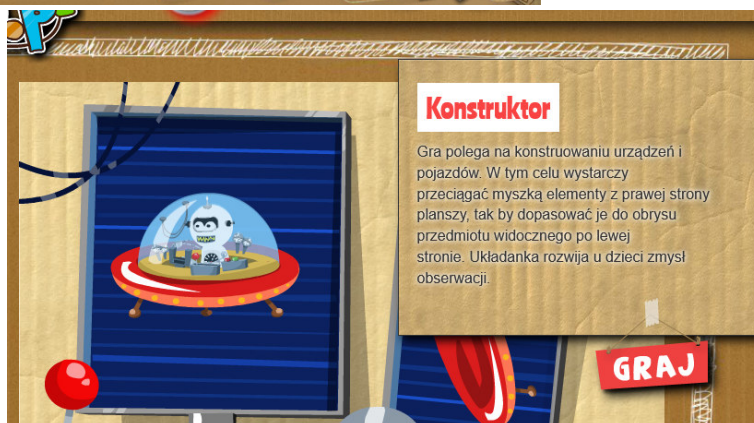 Konstruktor
Gra polega na konstruowaniu urządzeń i
pojazdów. W tym celu wystarczy
przeciągać myszką elementy z prawej strony
planszy, tak by dopasować je do obrysu
przedmiotu widocznego po lewej
stronie. Układanka rozwija u dzieci zmysł
obserwacji.
GRAJ